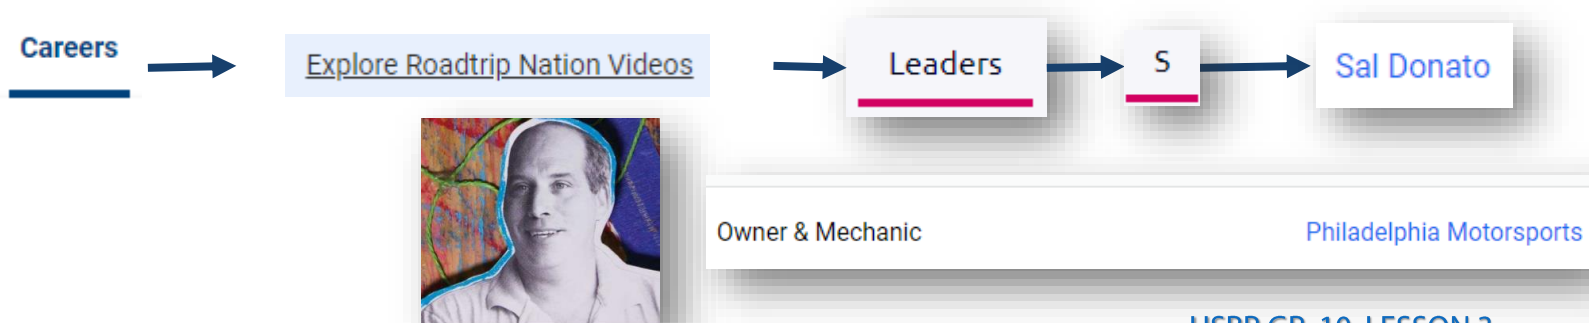 Careers
Explore Roadtrip Nation Videos
Leaders
S
Sal Donato
Owner & Mechanic
Philadelphia Motorsports